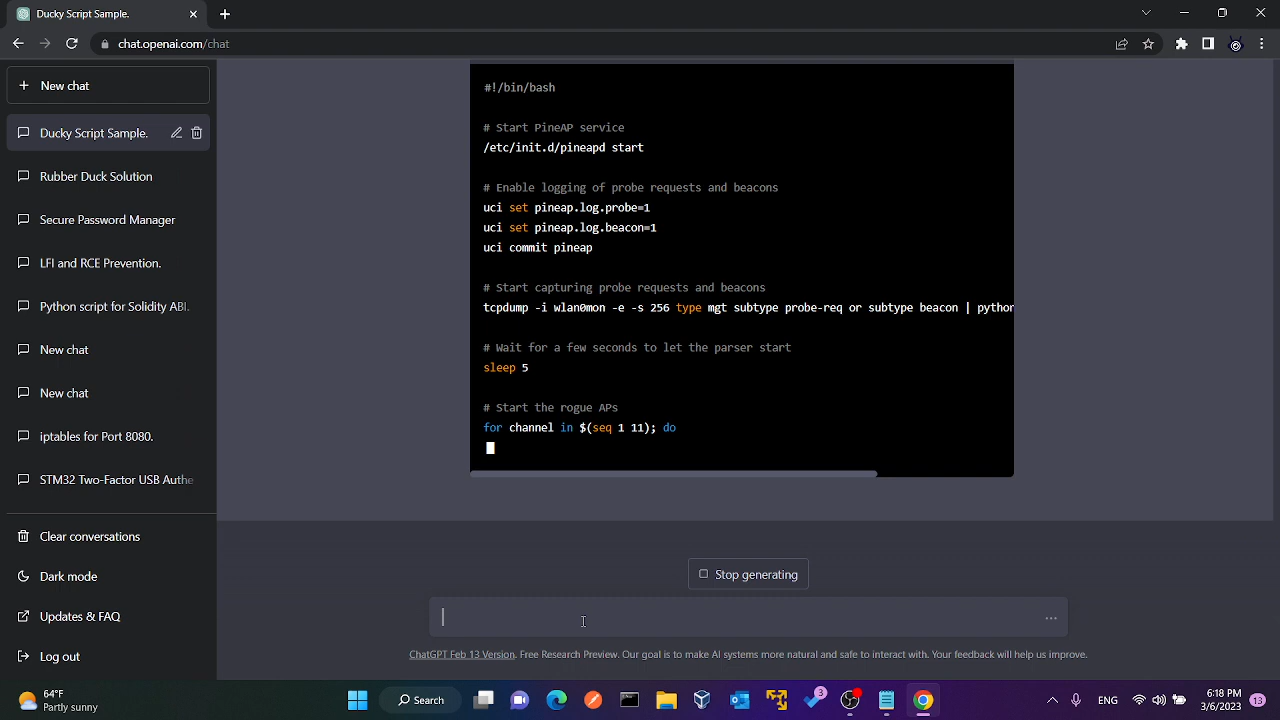 Ducky Script Sample.
chat.openai.com/chat
New chat
Ducky Script Sample.
Rubber Duck Solution
Secure Password Manager
LFI and RCE Prevention.
Python script for Solidity ABI.
New chat
New chat
iptables for Port 8080.
STM32 Two-Factor USB Authe
Clear conversations
Dark mode
Updates & FAQ
Log out
#!/bin/bash
# Start PineAP service
/etc/init.d/pineapd start
# Enable logging of probe requests and beacons
uci set pineap.log.probe=1
uci set pineap.log.beacon=1
uci commit pineap
# Start capturing probe requests and beacons
tcpdump -i wlan0mon -e -s 256 type mgt subtype probe-req or subtype beacon | python
# Wait for a few seconds to let the parser start
sleep 5
# Start the rogue APs
for channel in $(seq 1 11); do
Stop generating
ChatGPT Feb 13 Version. Free Research Preview. Our goal is to make AI systems more natural and safe to interact with. Your feedback will help us improve.
64°F
Partly sunny
Search
3
ENG
6:18 PM
3/6/2023
13